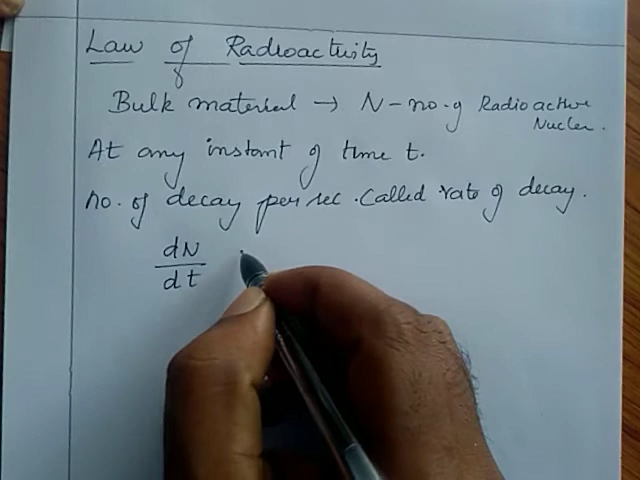 Law of Radioactivity
Bulk material → N - no. of Radioactive
Nuclei.
At any instant of time t.
no. of decay per sec. called rate of decay.
dN
dt